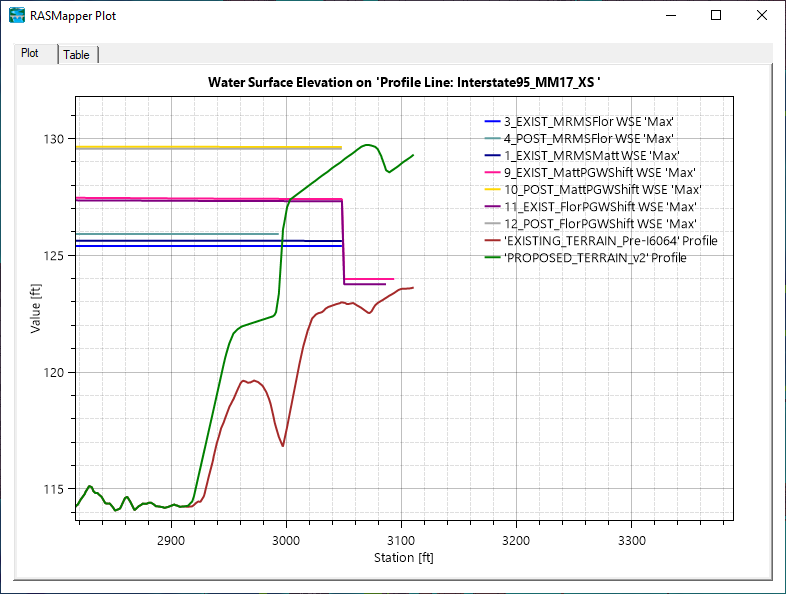 RASMapper Plot
Plot Table
Water Surface Elevation on 'Profile Line: Interstate95_MM17_XS '
3_EXIST_MRMSFlor WSE 'Max'
4_POST_MRMSFlor WSE 'Max'
1_EXIST_MRMSMatt WSE 'Max'
9_EXIST_MattPGWShift WSE 'Max'
10_POST_MattPGWShift WSE 'Max'
11_EXIST_FlorPGWShift WSE 'Max'
12_POST_FlorPGWShift WSE 'Max'
'EXISTING_TERRAIN_Pre-I6064' Profile
'PROPOSED_TERRAIN_v2' Profile
130
125
120
115
Value [ft]
2900 3000 3100 3200 3300
Station [ft]